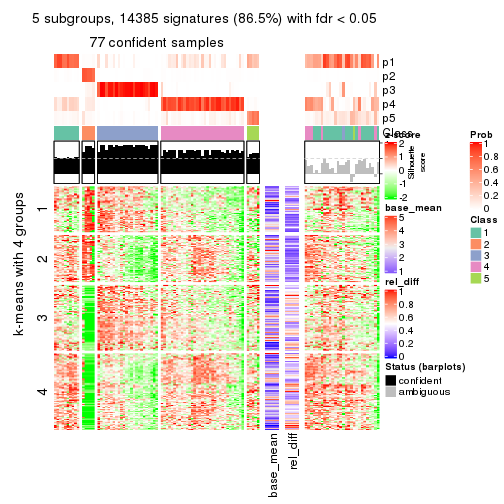 5 subgroups, 14385 signatures (86.5%) with fdr < 0.05
77 confident samples
p1
p2
p3
p4
p5
Class
k-means with 4 groups
1
2
3
4
base_mean
rel_diff
Silhouette
score
z-score
2
1
0
-1
-2
base_mean
5
4
3
2
1
rel_diff
1
0.8
0.6
0.4
0.2
0
Status (barplots)
confident
ambiguous
Prob
1
0.8
0.6
0.4
0.2
0
Class
1
2
3
4
5